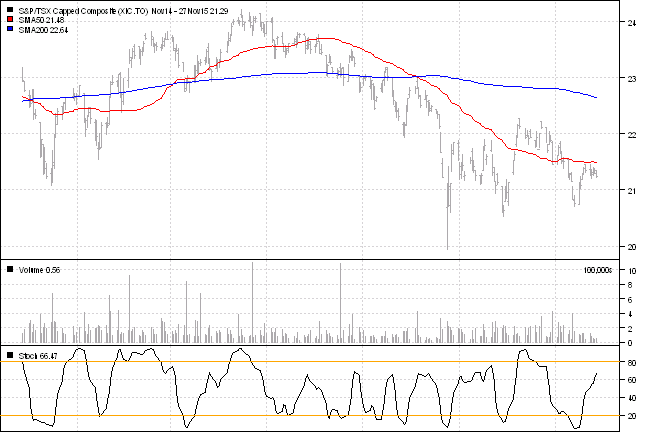 S&P/TSX Capped Composite (XIC.TO) Nov14 - 27Nov15 21.29
SMA50 21.48
SMA200 22.64
24
23
22
21
20
Volume 0.56
100,000s
10
8
6
4
2
0
Stoch 66.47
80
60
40
20